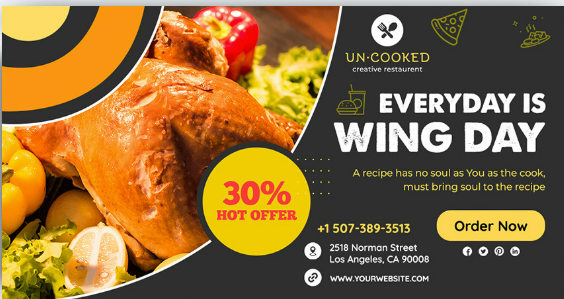 UN·COOKED
creative restaurent
EVERYDAY IS
WING DAY
A recipe has no soul as You as the cook,
must bring soul to the recipe
30%
HOT OFFER
+1 507-389-3513
2518 Norman Street
Los Angeles, CA 90008
WWW.YOURWEBSITE.COM
Order Now